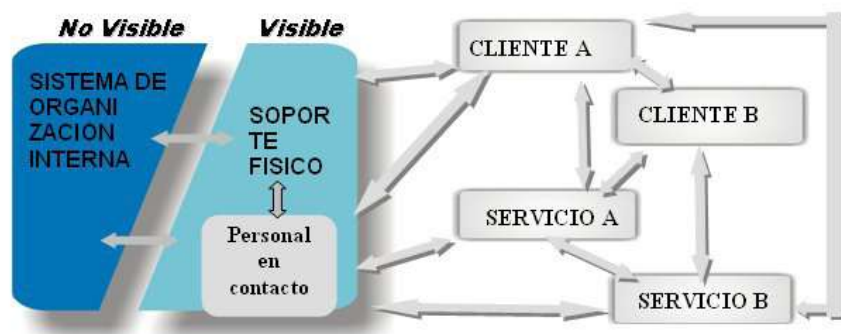 No Visible
Visible
SISTEMA DE
ORGANI
ZACION
INTERNA
SOPOR
TE
FISICO
Personal
en
contacto
CLIENTE A
CLIENTE B
SERVICIO A
SERVICIO B